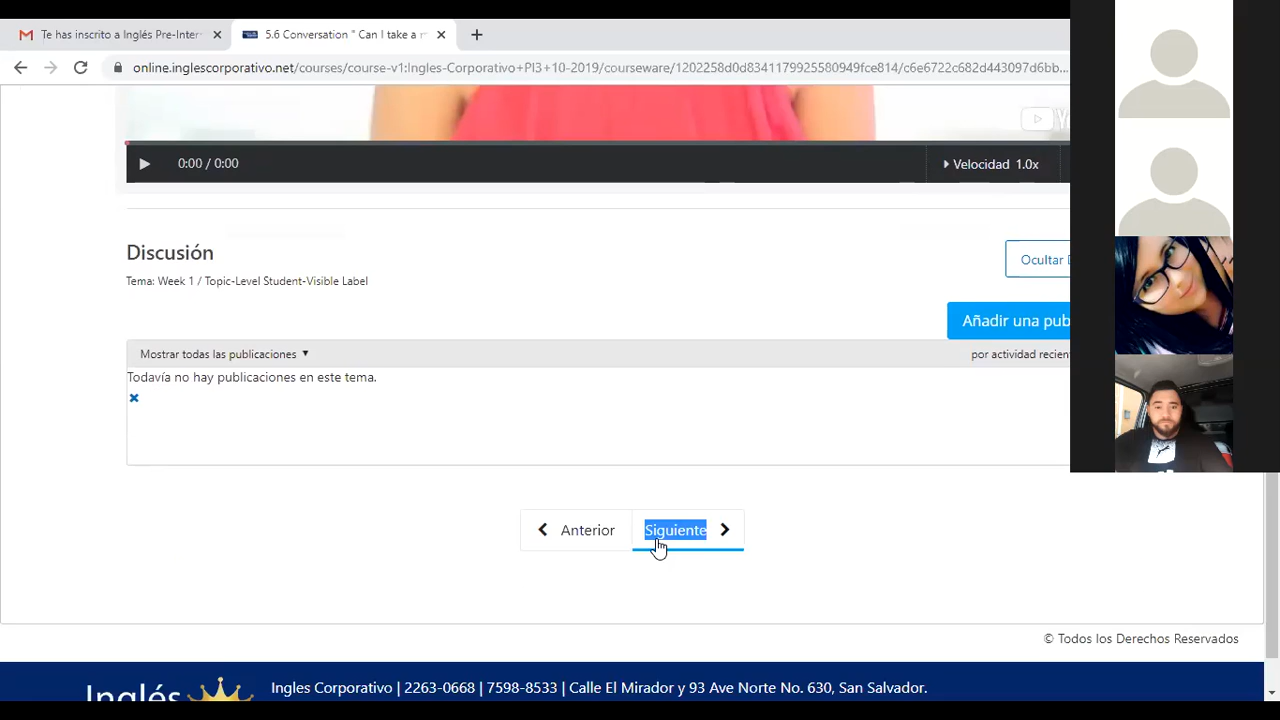 Te has inscrito a Inglés Pre-Inter
5.6 Conversation " Can I take a m
online.inglescorporativo.net/courses/course-v1:Ingles-Corporativo+PI3+10-2019/courseware/1202258d0d8341179925580949fce814/c6e6722c682d443097d6bb...
0:00 / 0:00
Velocidad 1.0x
Discusión
Ocultar
Tema: Week 1 / Topic-Level Student-Visible Label
Añadir una pub
Mostrar todas las publicaciones
por actividad recien
Todavía no hay publicaciones en este tema.
Anterior
Siguiente
© Todos los Derechos Reservados
Inglés
Ingles Corporativo | 2263-0668 | 7598-8533 | Calle El Mirador y 93 Ave Norte No. 630, San Salvador.